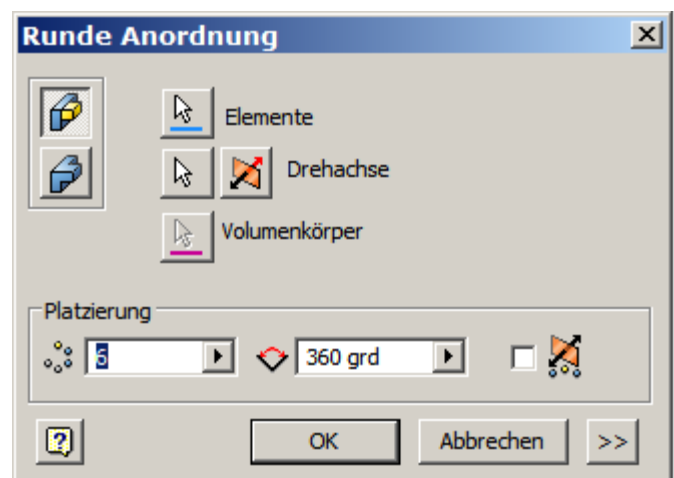 Runde Anordnung
Elemente
Drehachse
Volumenkörper
Platzierung
6
360 grd
OK
Abbrechen
>>